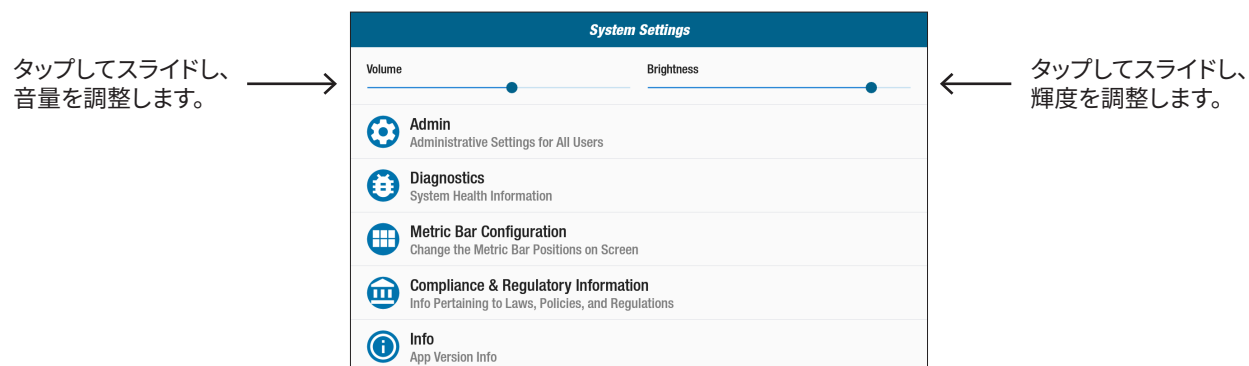 System Settings
タップしてスライドし、
音量を調整します。
Volume
Brightness
タップしてスライドし、
輝度を調整します。
Admin
Administrative Settings for All Users
Diagnostics
System Health Information
Metric Bar Configuration
Change the Metric Bar Positions on Screen
Compliance & Regulatory Information
Info Pertaining to Laws, Policies, and Regulations
Info
App Version Info